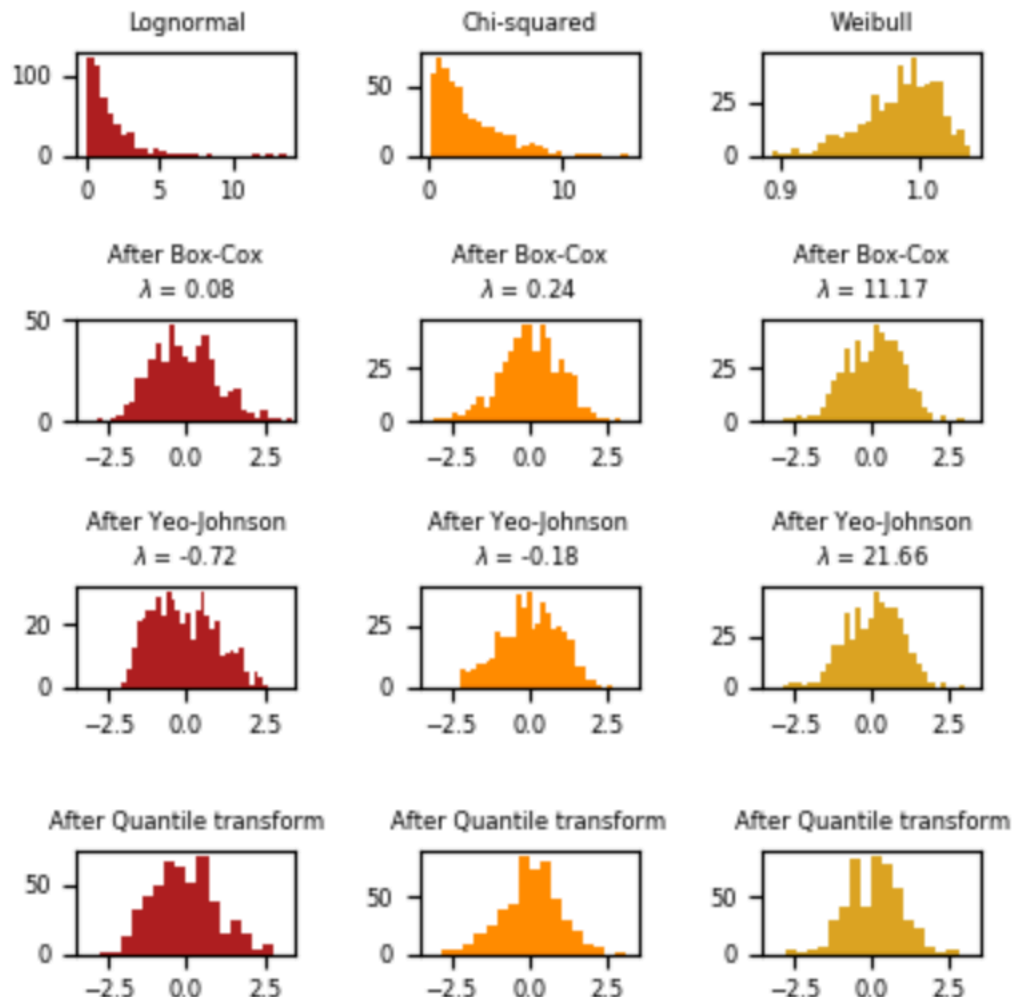 Lognormal Chi-squared Weibull
100
50
25
0 0 0
0 5 10 0 10 0.9 1.0
After Box-Cox After Box-Cox After Box-Cox
λ = 0.08 λ = 0.24 λ = 11.17
50
25 25
0 0 0
−2.5 0.0 2.5 −2.5 0.0 2.5 −2.5 0.0 2.5
After Yeo-Johnson After Yeo-Johnson After Yeo-Johnson
λ = -0.72 λ = -0.18 λ = 21.66
20 25 25
0 0 0
−2.5 0.0 2.5 −2.5 0.0 2.5 −2.5 0.0 2.5
After Quantile transform After Quantile transform After Quantile transform
50 50 50
0 0 0
−2.5 0.0 2.5 −2.5 0.0 2.5 −2.5 0.0 2.5